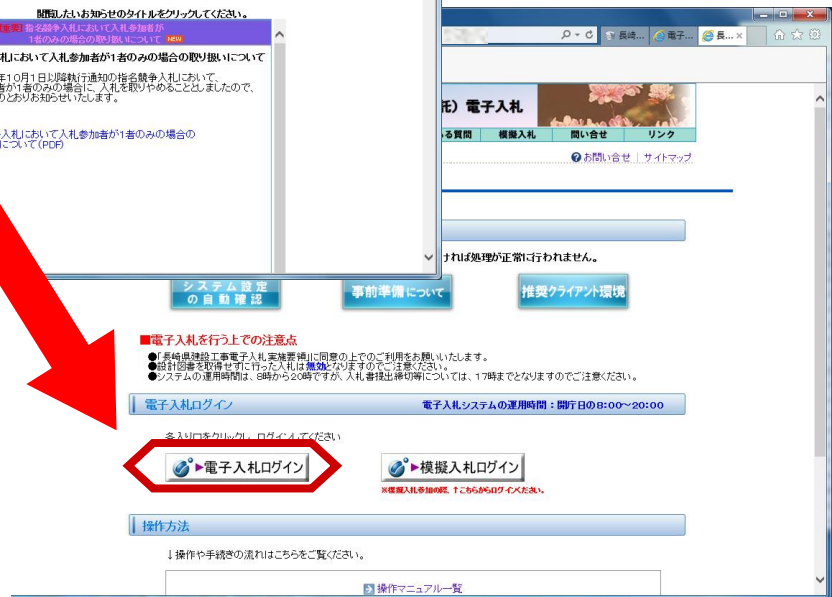 閲覧したいお知らせのタイトルをクリックしてください。
指名競争入札において入札参加者が
1者のみの場合の取り扱いについて NEW
札において入札参加者が1者のみの場合の取り扱いについて
年10月1日以降執行通知の指名競争入札において、
者が1者のみの場合に、入札を取りやめることとしましたので、
のとおりお知らせいたします。
入札において入札参加者が1者のみの場合の
について(PDF)
長崎... 電子... 長...
託) 電子入札
る質問 模擬入札 問い合せ リンク
お問い合せ サイトマップ
ければ処理が正常に行われません。
システム設定
の自動確認
事前準備について
推奨クライアント環境
■電子入札を行う上での注意点
●「長崎県建設工事電子入札実施要領」に同意の上でのご利用をお願いいたします。
●設計図書を取得せずに行った入札は無効となりますのでご注意ください。
●システムの運用時間は、8時から20時ですが、入札書提出締切等については、17時までとなりますのでご注意ください。
電子入札ログイン 電子入札システムの運用時間:開庁日の8:00~20:00
各入り口をクリックし、ログインしてください
▶電子入札ログイン ▶模擬入札ログイン
※模擬入札参加の際、↑こちらからログインください。
操作方法
↓操作や手続きの流れはこちらをご覧ください。
操作マニュアル一覧